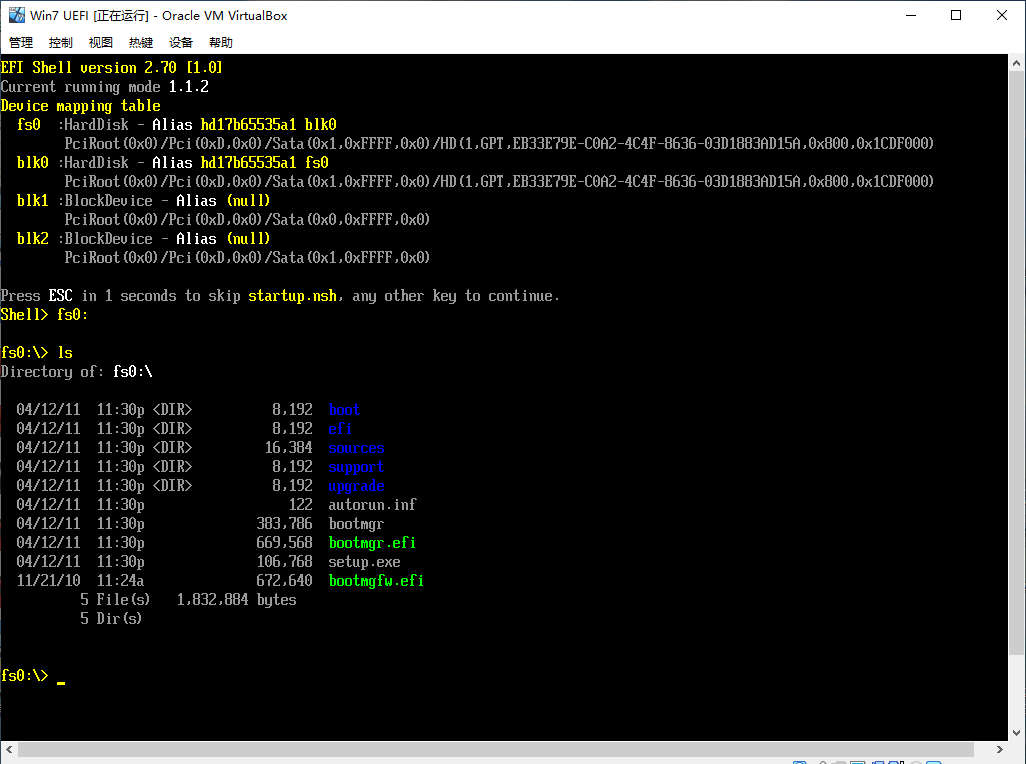 Win7 UEFI [正在运行] - Oracle VM VirtualBox
管理 控制 视图 热键 设备 帮助
EFI Shell version 2.70 [1.0]
Current running mode 1.1.2
Device mapping table
fs0 :HardDisk - Alias hd17b65535a1 blk0
PciRoot(0x0)/Pci(0xD,0x0)/Sata(0x1,0xFFFF,0x0)/HD(1,GPT,EB33E79E-C0A2-4C4F-8636-03D1883AD15A,0x800,0x1CDF000)
blk0 :HardDisk - Alias hd17b65535a1 fs0
PciRoot(0x0)/Pci(0xD,0x0)/Sata(0x1,0xFFFF,0x0)/HD(1,GPT,EB33E79E-C0A2-4C4F-8636-03D1883AD15A,0x800,0x1CDF000)
blk1 :BlockDevice - Alias (null)
PciRoot(0x0)/Pci(0xD,0x0)/Sata(0x0,0xFFFF,0x0)
blk2 :BlockDevice - Alias (null)
PciRoot(0x0)/Pci(0xD,0x0)/Sata(0x1,0xFFFF,0x0)
Press ESC in 1 seconds to skip startup.nsh, any other key to continue.
Shell> fs0:
fs0:\> ls
Directory of: fs0:\
04/12/11 11:30p <DIR> 8,192 boot
04/12/11 11:30p <DIR> 8,192 efi
04/12/11 11:30p <DIR> 16,384 sources
04/12/11 11:30p <DIR> 8,192 support
04/12/11 11:30p <DIR> 8,192 upgrade
04/12/11 11:30p 122 autorun.inf
04/12/11 11:30p 383,786 bootmgr
04/12/11 11:30p 669,568 bootmgr.efi
04/12/11 11:30p 106,768 setup.exe
11/21/10 11:24a 672,640 bootmgfw.efi
5 File(s) 1,832,884 bytes
5 Dir(s)
fs0:\> _